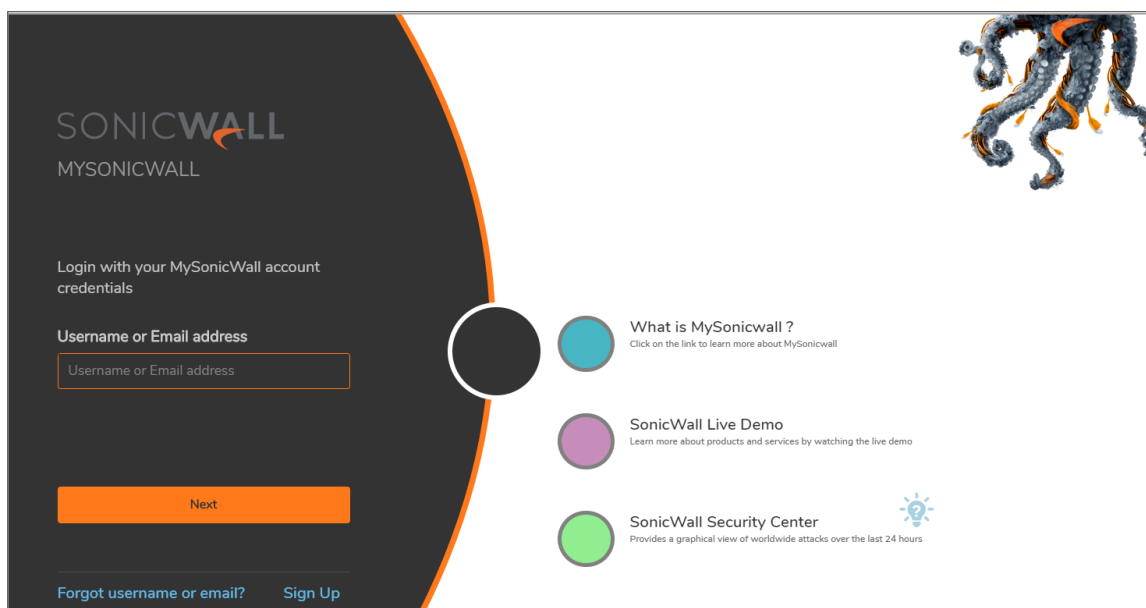 SONICWALL
MYSONICWALL
Login with your MySonicWall account
credentials
Username or Email address
Username or Email address
Next
Forgot username or email? Sign Up
What is MySonicwall ?
Click on the link to learn more about MySonicwall
SonicWall Live Demo
Learn more about products and services by watching the live demo
SonicWall Security Center
Provides a graphical view of worldwide attacks over the last 24 hours